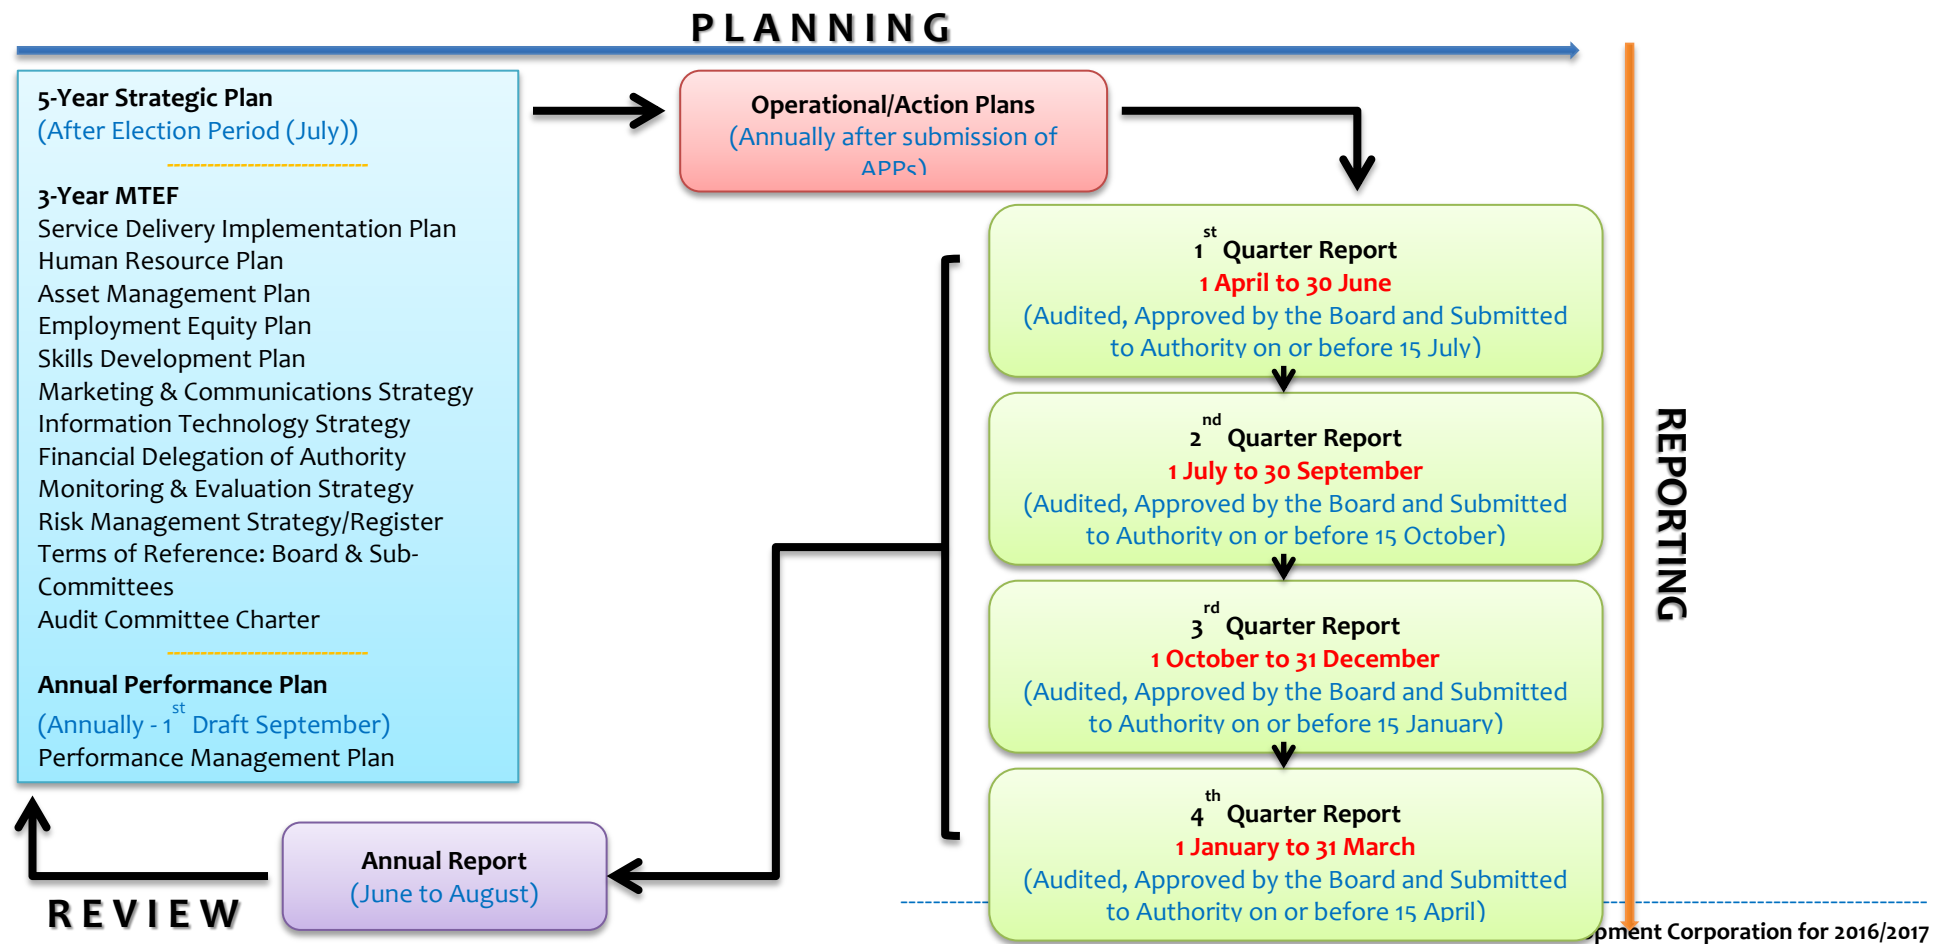 PLANNING
5-Year Strategic Plan
(After Election Period (July))
------------------------------
3-Year MTEF
Service Delivery Implementation Plan
Human Resource Plan
Asset Management Plan
Employment Equity Plan
Skills Development Plan
Marketing & Communications Strategy
Information Technology Strategy
Financial Delegation of Authority
Monitoring & Evaluation Strategy
Risk Management Strategy/Register
Terms of Reference: Board & Sub-
Committees
Audit Committee Charter
------------------------------
Annual Performance Plan
(Annually - 1st Draft September)
Performance Management Plan
Operational/Action Plans
(Annually after submission of
APPs)
1st Quarter Report
1 April to 30 June
(Audited, Approved by the Board and Submitted
to Authority on or before 15 July)
2nd Quarter Report
1 July to 30 September
(Audited, Approved by the Board and Submitted
to Authority on or before 15 October)
3rd Quarter Report
1 October to 31 December
(Audited, Approved by the Board and Submitted
to Authority on or before 15 January)
4th Quarter Report
1 January to 31 March
(Audited, Approved by the Board and Submitted
to Authority on or before 15 April)
REPORTING
Annual Report
(June to August)
REVIEW
Corporation for 2016/2017